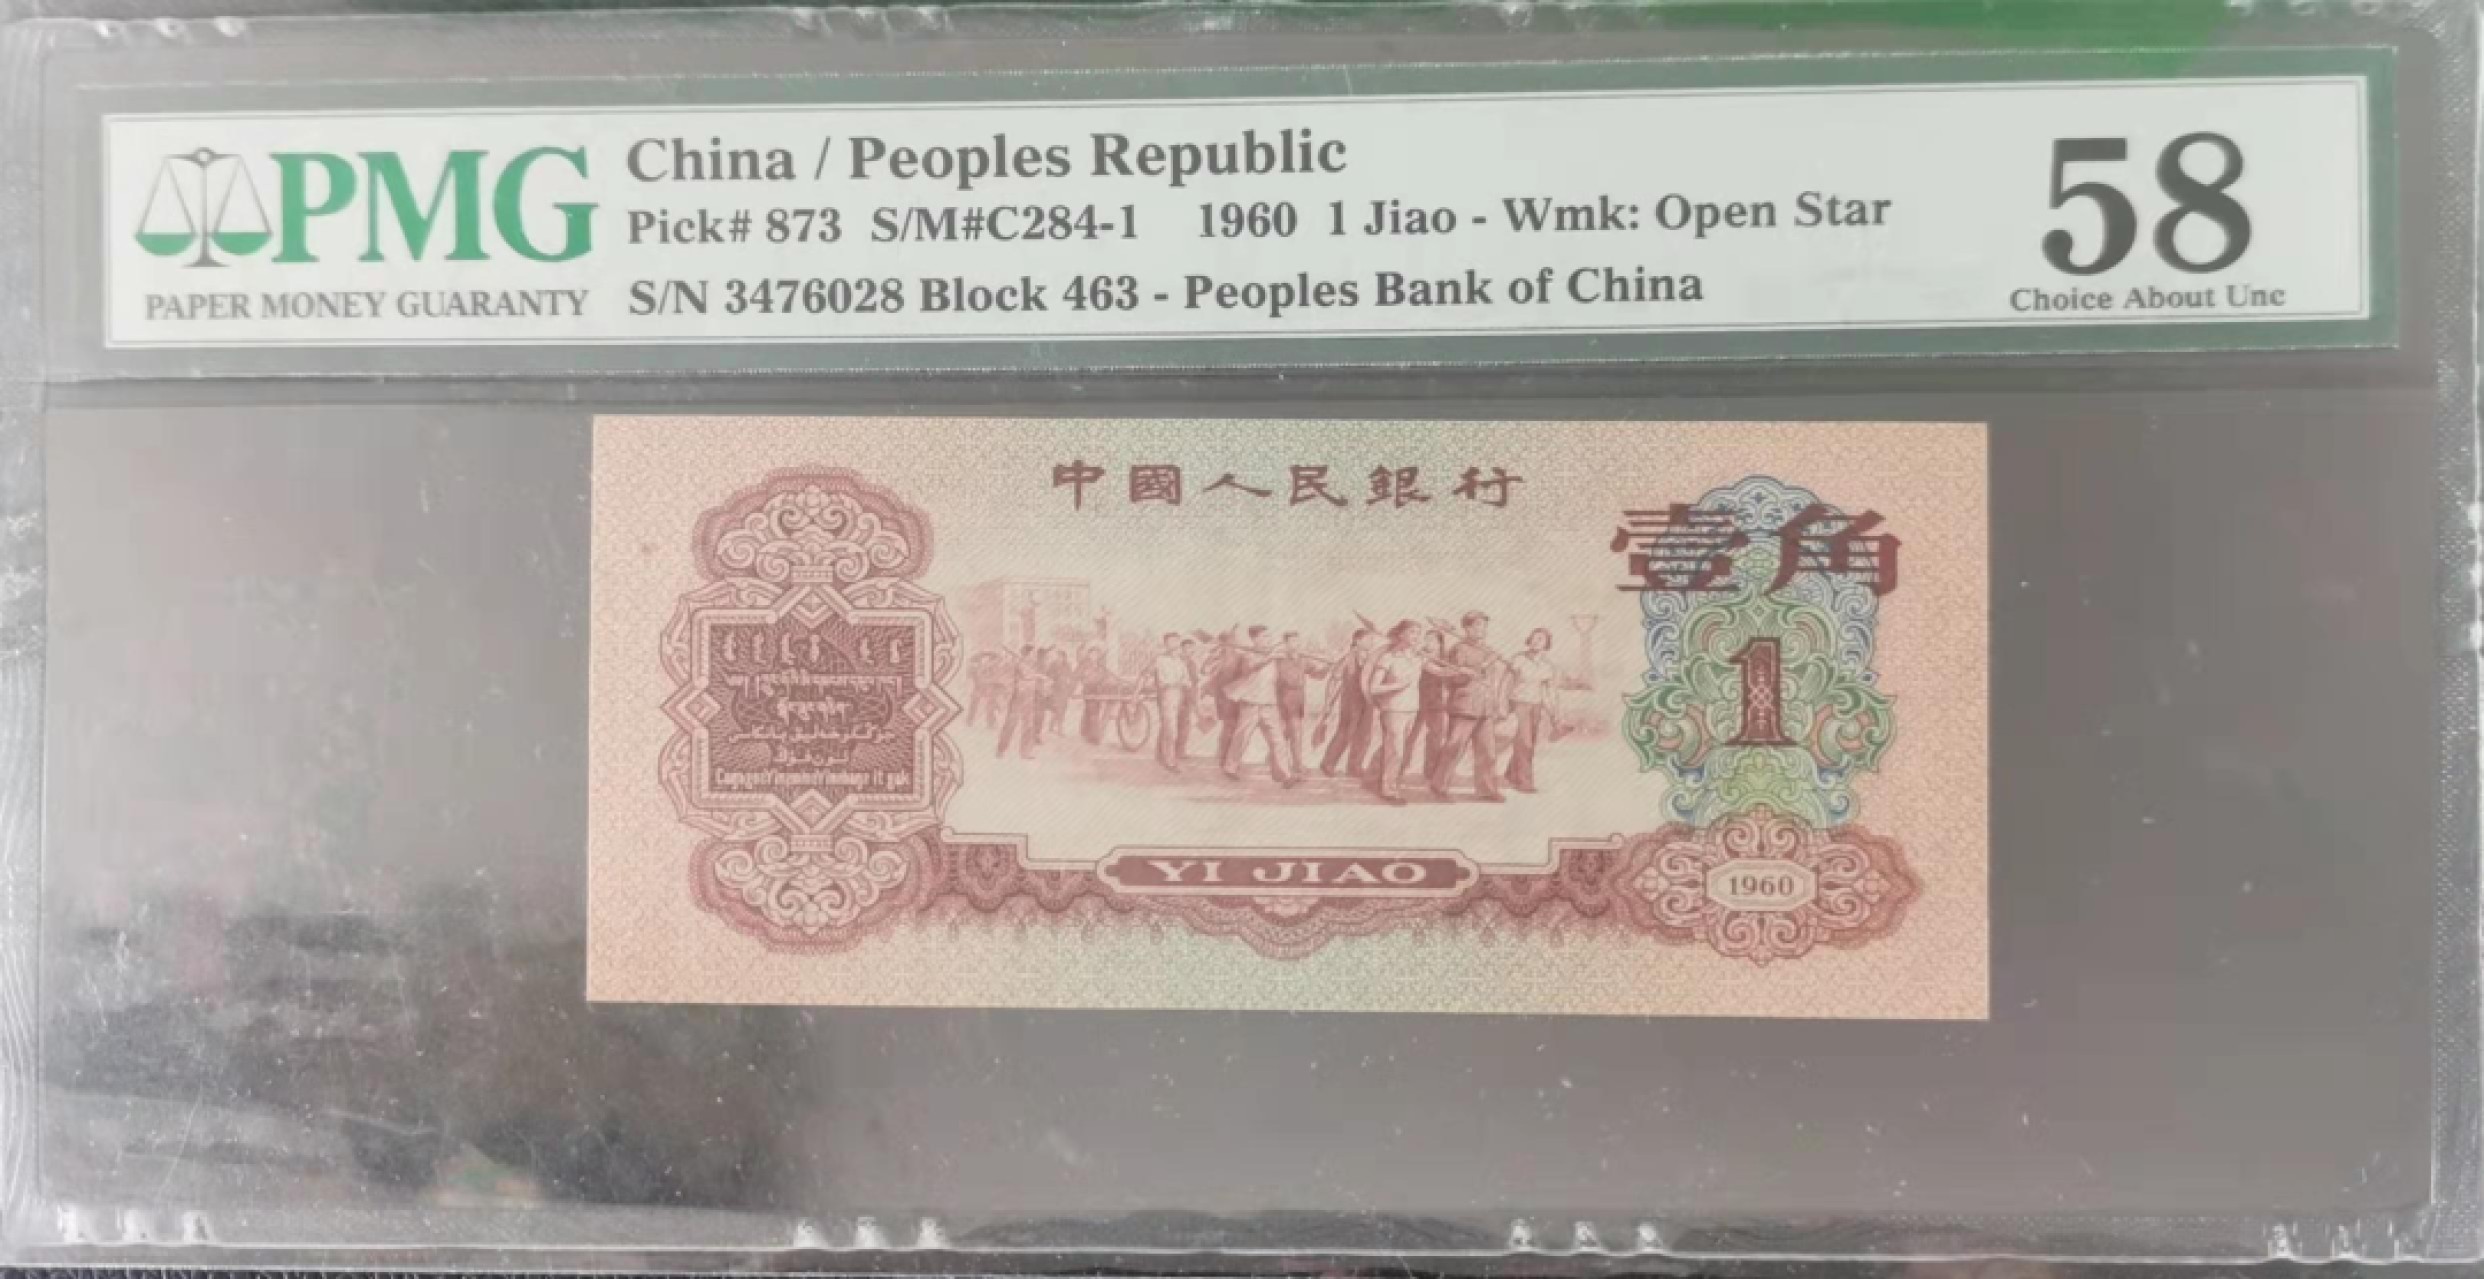 PMG
PAPER MONEY GUARANTY
China / Peoples Republic
Pick# 873 S/M#C284-1 1960 1 Jiao - Wmk: Open Star
S/N 3476028 Block 463 - Peoples Bank of China
58
Choice About Unc
中國人民銀行
壹角
1
YI JIAO
1960